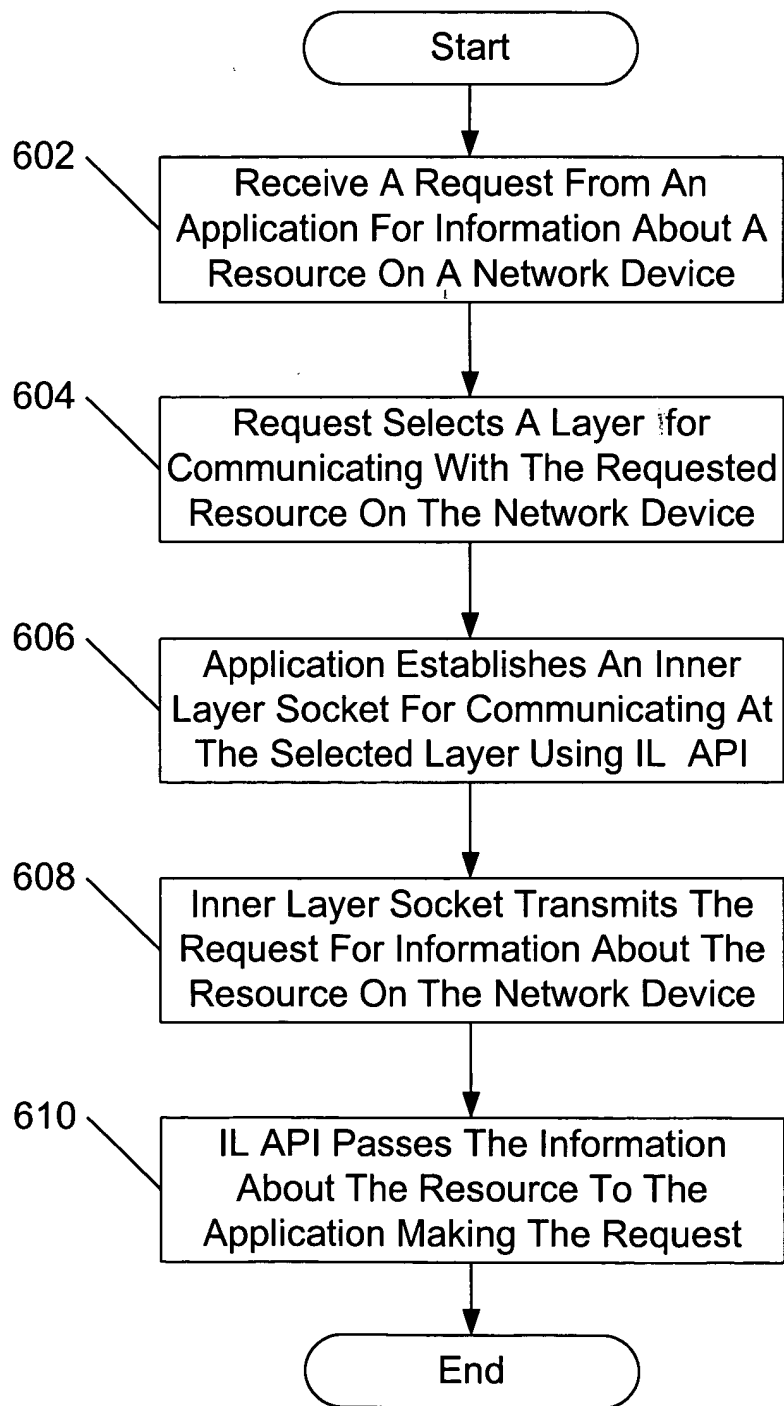 Start
602
Receive A Request From An
Application For Information About A
Resource On A Network Device
604
Request Selects A Layer for
Communicating With The Requested
Resource On The Network Device
606
Application Establishes An Inner
Layer Socket For Communicating At
The Selected Layer Using IL API
608
Inner Layer Socket Transmits The
Request For Information About The
Resource On The Network Device
610
IL API Passes The Information
About The Resource To The
Application Making The Request
End